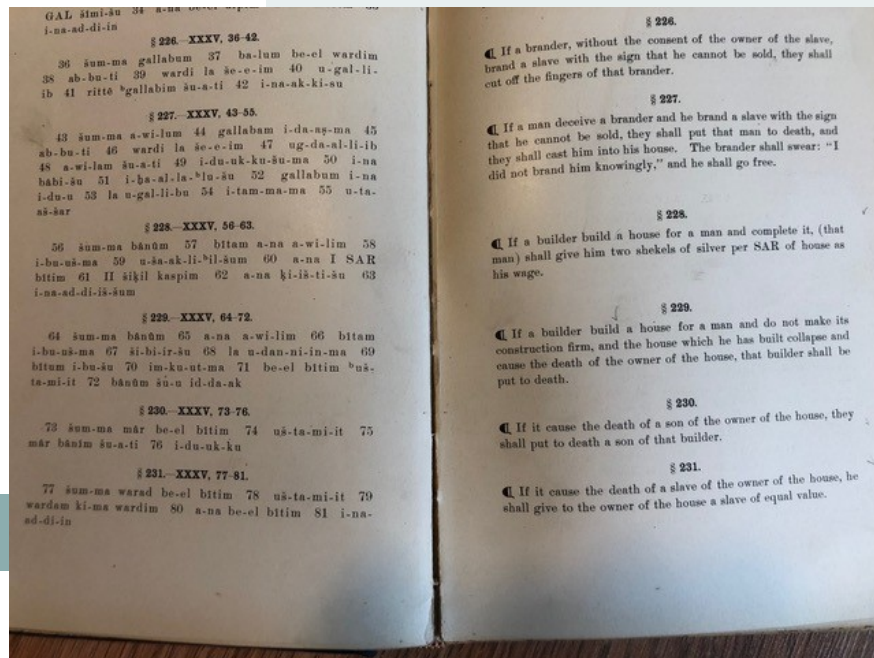 GAL šîmi-šu 34 a-na be-el
i-na-ad-di-in
§ 226.—XXXV, 36-42.
36 šum-ma gallabum 37 ba-lum be-el wardim
38 ab-bu-ti 39 wardi la še-e-im 40 u-gal-li-
ib 41 rittê ᵇgallabim šu-a-ti 42 i-na-ak-ki-su
§ 227.—XXXV, 43-55.
43 šum-ma a-wi-lum 44 gallabam i-da-aṣ-ma 45
ab-bu-ti 46 wardi la še-e-im 47 ug-da-al-li-ib
48 a-wi-lam šu-a-ti 49 i-du-uk-ku-šu-ma 50 i-na
bâbi-šu 51 i-ḫa-al-la-ᵇlu-šu 52 gallabum i-na
i-du-u 53 la u-gal-li-bu 54 i-tam-ma-ma 55 u-ta-
aš-šar
§ 228.—XXXV, 56-63.
56 šum-ma bânûm 57 bîtam a-na a-wi-lim 58
i-bu-uš-ma 59 u-ša-ak-li-ᵇil-šum 60 a-na I SAR
bîtim 61 II šiḳil kaspim 62 a-na ḳi-iš-ti-šu 63
i-na-ad-di-iš-šum
§ 229.—XXXV, 64-72.
64 šum-ma bânûm 65 a-na a-wi-lim 66 bîtam
i-bu-uš-ma 67 ši-bi-ir-šu 68 la u-dan-ni-in-ma 69
bîtum i-bu-šu 70 im-ku-ut-ma 71 be-el bîtim ᵇuš-
ta-mi-it 72 bânûm šu-u id-da-ak
§ 230.—XXXV, 73-76.
73 šum-ma mâr be-el bîtim 74 uš-ta-mi-it 75
mâr bânîm šu-a-ti 76 i-du-uk-ku
§ 231.—XXXV, 77-81.
77 šum-ma warad be-el bîtim 78 uš-ta-mi-it 79
wardam ki-ma wardim 80 a-na be-el bîtim 81 i-na-
ad-di-in
§ 226.
¶ If a brander, without the consent of the owner of the slave,
brand a slave with the sign that he cannot be sold, they shall
cut off the fingers of that brander.
§ 227.
¶ If a man deceive a brander and he brand a slave with the sign
that he cannot be sold, they shall put that man to death, and
they shall cast him into his house. The brander shall swear: "I
did not brand him knowingly," and he shall go free.
§ 228.
¶ If a builder build a house for a man and complete it, (that
man) shall give him two shekels of silver per SAR of house as
his wage.
§ 229.
¶ If a builder build a house for a man and do not make its
construction firm, and the house which he has built collapse and
cause the death of the owner of the house, that builder shall be
put to death.
§ 230.
¶ If it cause the death of a son of the owner of the house, they
shall put to death a son of that builder.
§ 231.
¶ If it cause the death of a slave of the owner of the house, he
shall give to the owner of the house a slave of equal value.